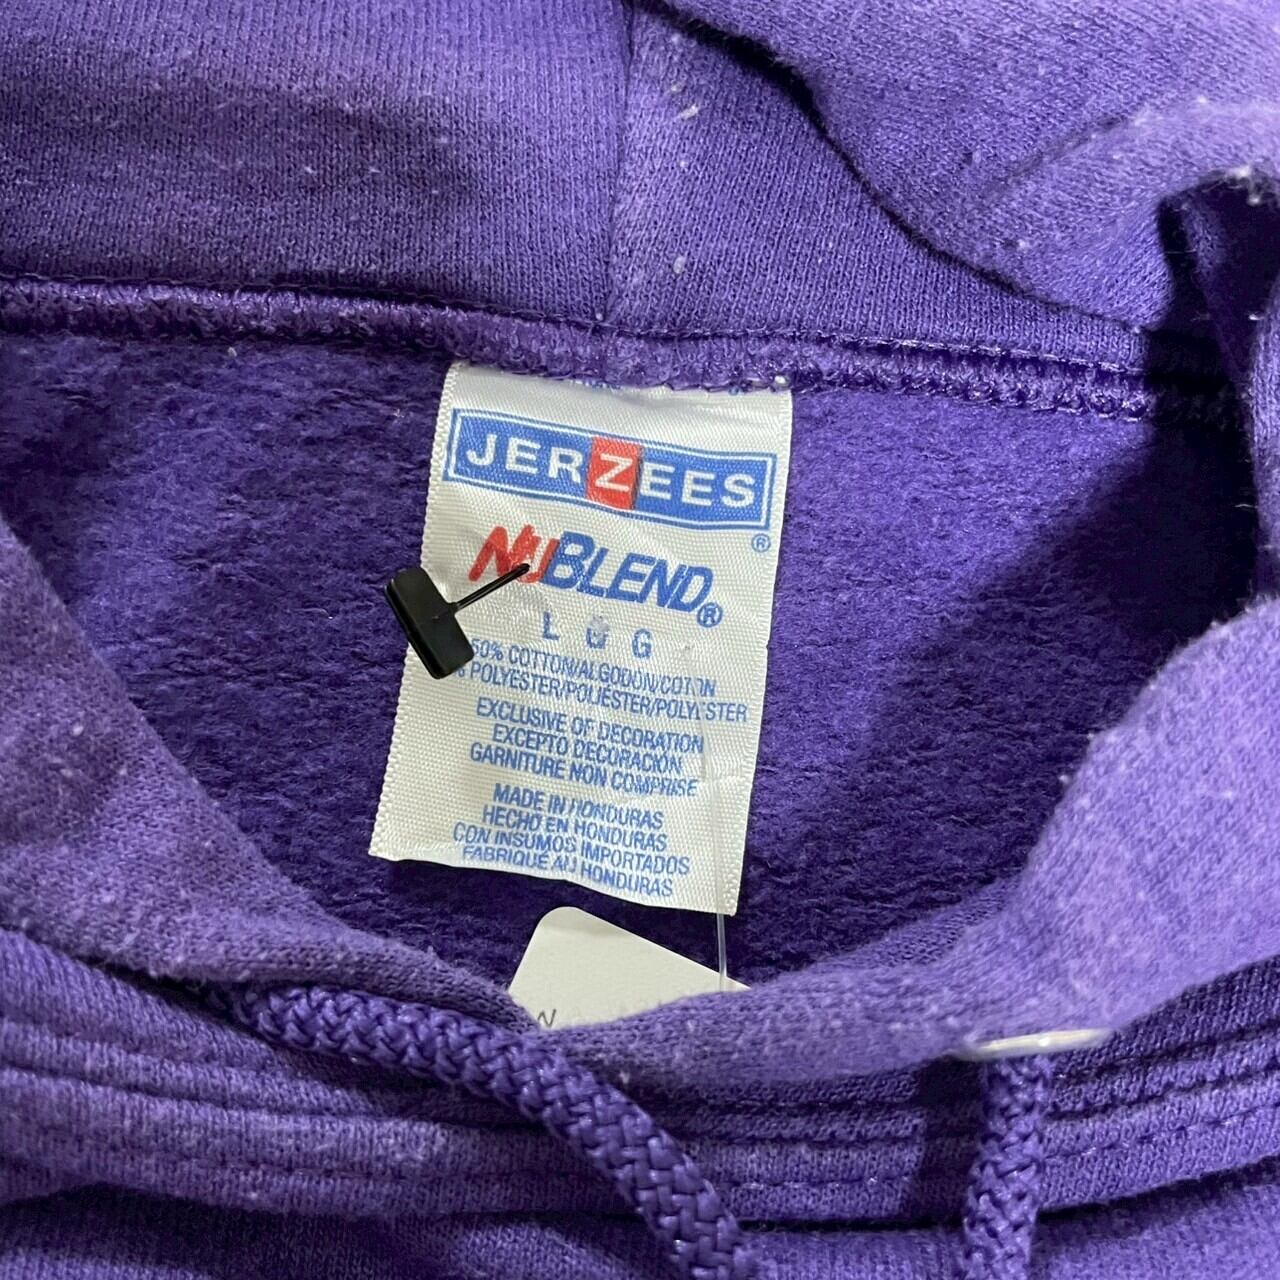 JERZEES
®
NUBLEND®
L G
50% COTTON/ALGODON/COTON
% POLYESTER/POLIÉSTER/POLYESTER
EXCLUSIVE OF DECORATION
EXCEPTO DECORACION
GARNITURE NON COMPRISE
MADE IN HONDURAS
HECHO EN HONDURAS
CON INSUMOS IMPORTADOS
FABRIQUE AU HONDURAS